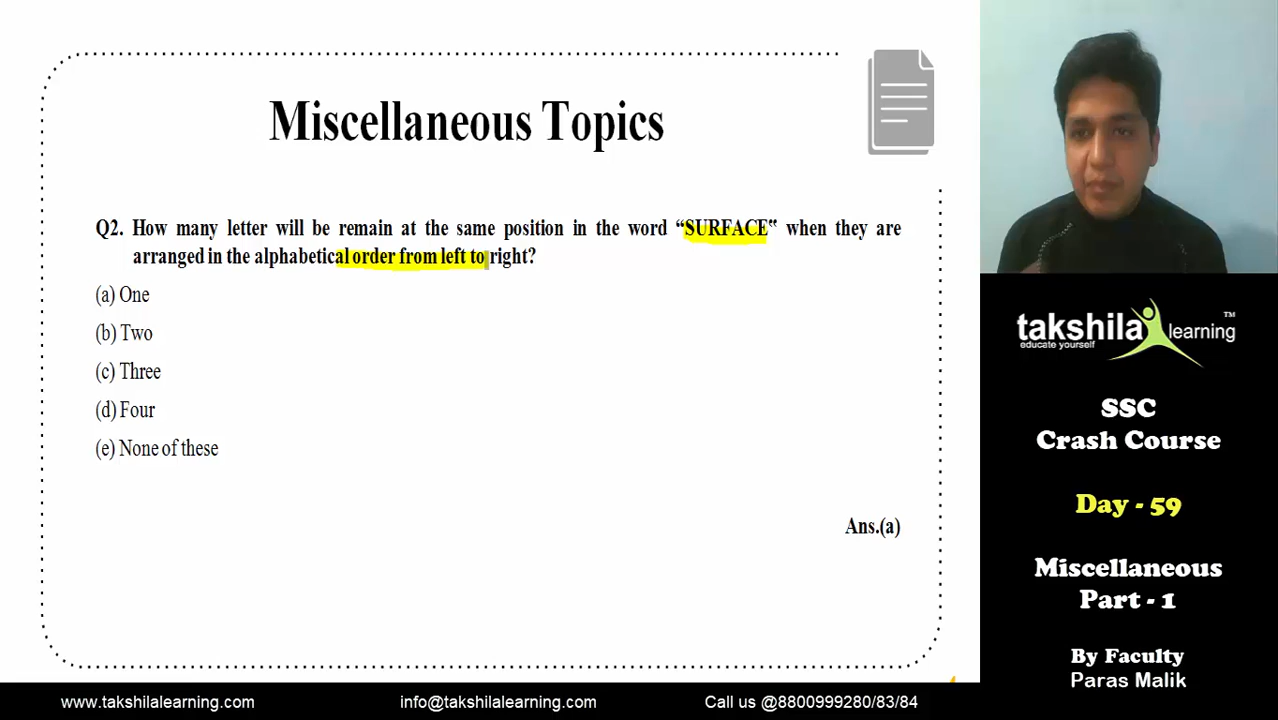 Miscellaneous Topics
Q2. How many letter will be remain at the same position in the word “SURFACE” when they are
arranged in the alphabetical order from left to right?
(a) One
(b) Two
(c) Three
(d) Four
(e) None of these
Ans.(a)
takshila learning TM
educate yourself
SSC
Crash Course
Day - 59
Miscellaneous
Part - 1
By Faculty
Paras Malik
www.takshilalearning.com info@takshilalearning.com Call us @8800999280/83/84